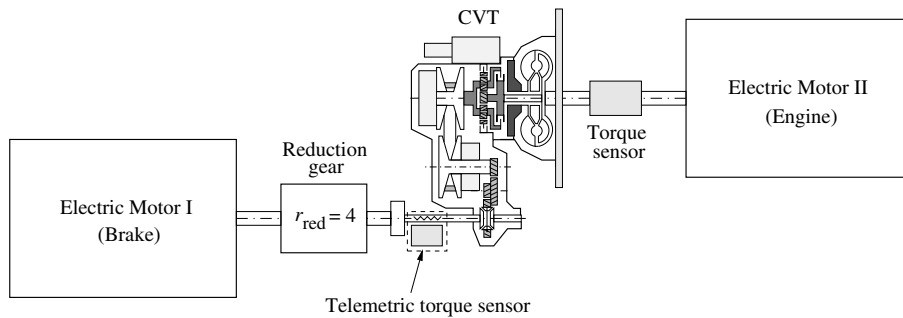 CVT
Electric Motor II
(Engine)
Torque
sensor
Reduction
gear
Electric Motor I
(Brake)
r_red = 4
Telemetric torque sensor